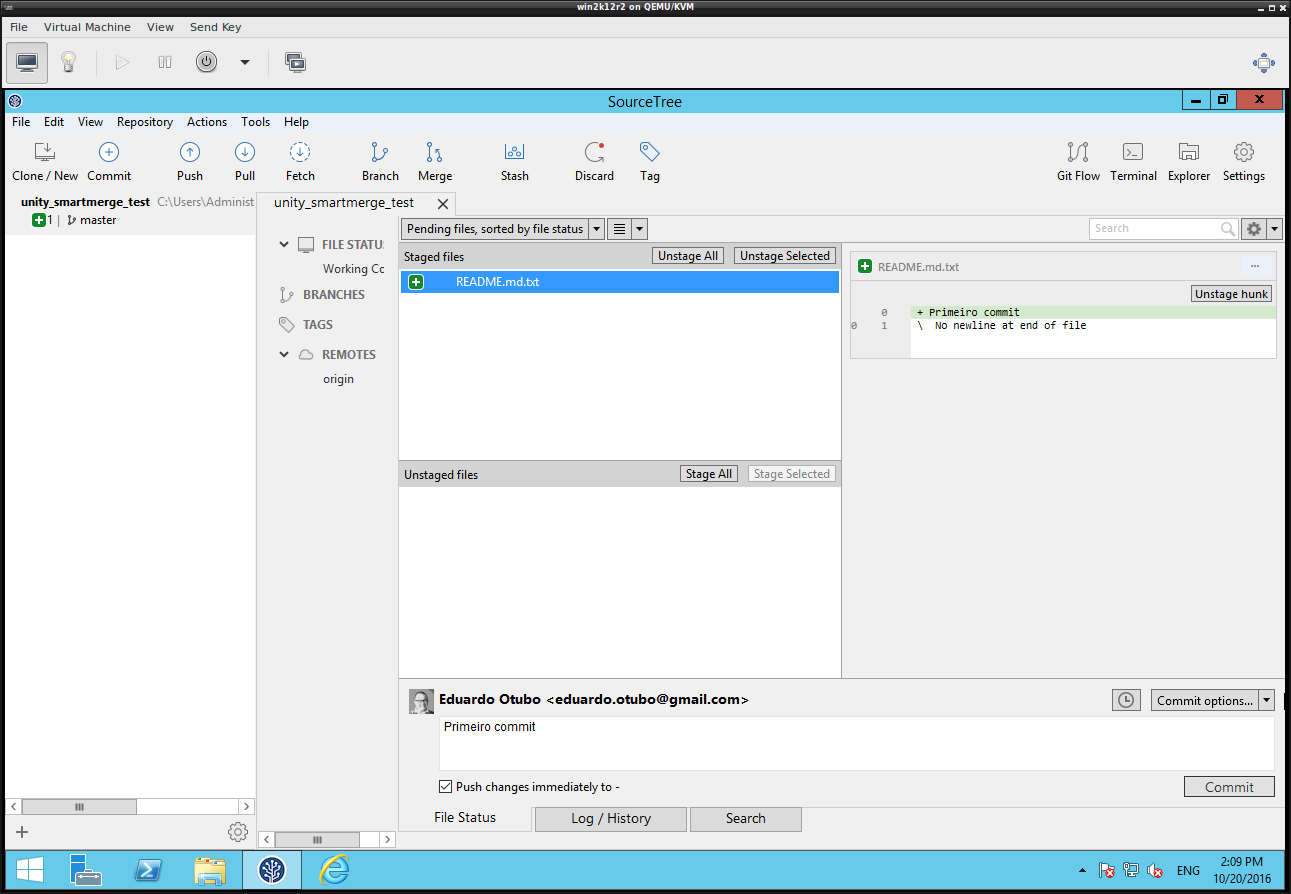 win2k12r2 on QEMU/KVM
File Virtual Machine View Send Key
SourceTree
File Edit View Repository Actions Tools Help
Clone / New Commit Push Pull Fetch Branch Merge Stash Discard Tag Git Flow Terminal Explorer Settings
unity_smartmerge_test C:\Users\Administ
1 master
unity_smartmerge_test
FILE STATU
Working Cc
BRANCHES
TAGS
REMOTES
origin
Pending files, sorted by file status
Search
Staged files Unstage All Unstage Selected
README.md.txt
Unstaged files Stage All Stage Selected
README.md.txt ...
Unstage hunk
0 + Primeiro commit
0 1 \ No newline at end of file
Eduardo Otubo <eduardo.otubo@gmail.com>
Commit options...
Primeiro commit
Push changes immediately to -
Commit
File Status Log / History Search
ENG
2:09 PM
10/20/2016